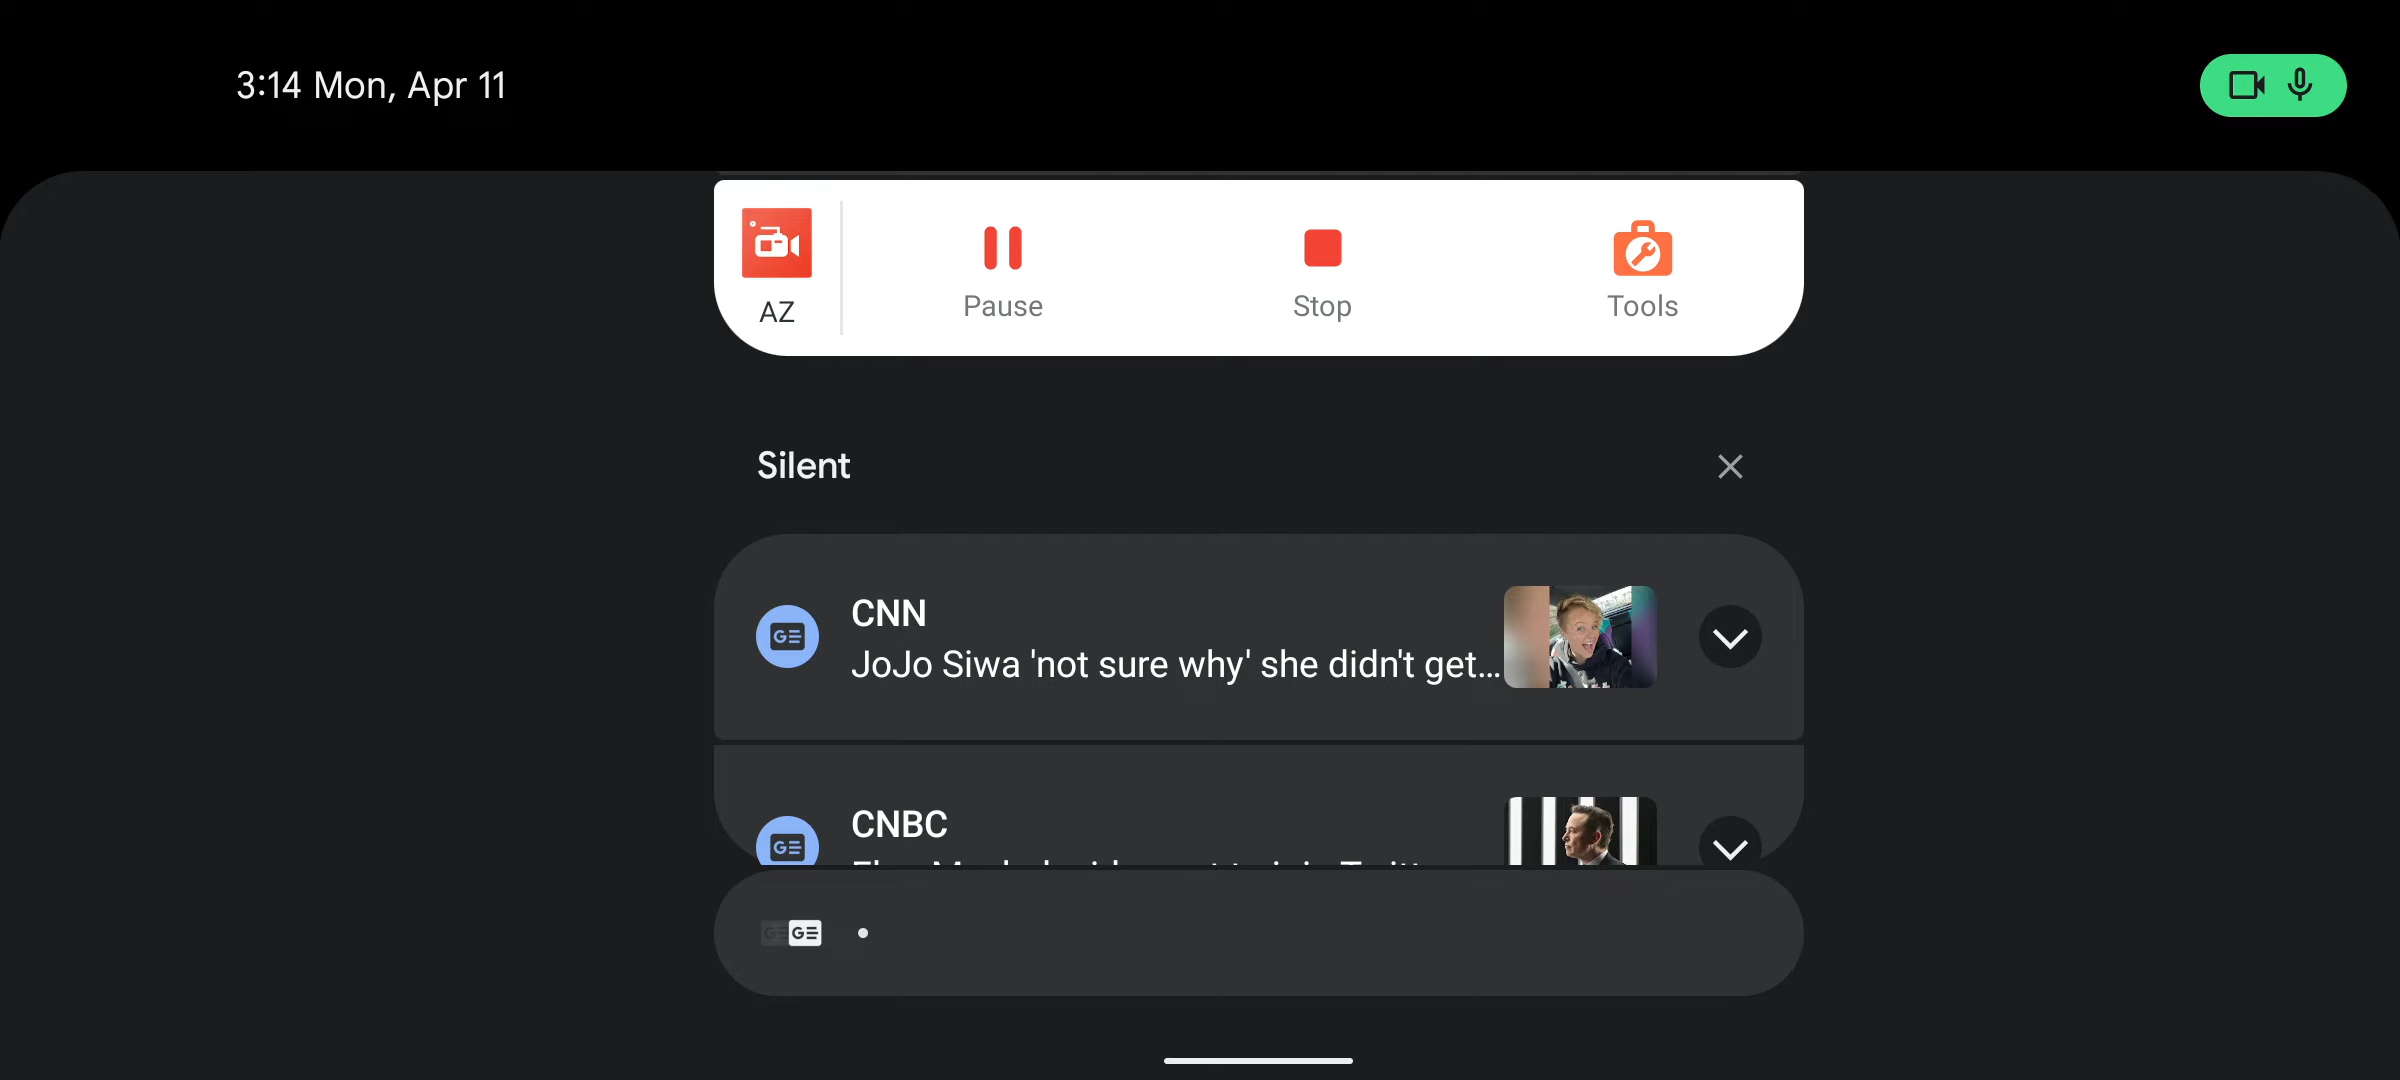 3:14 Mon, Apr 11
AZ
Pause
Stop
Tools
Silent
CNN
JoJo Siwa 'not sure why' she didn't get...
CNBC
GE